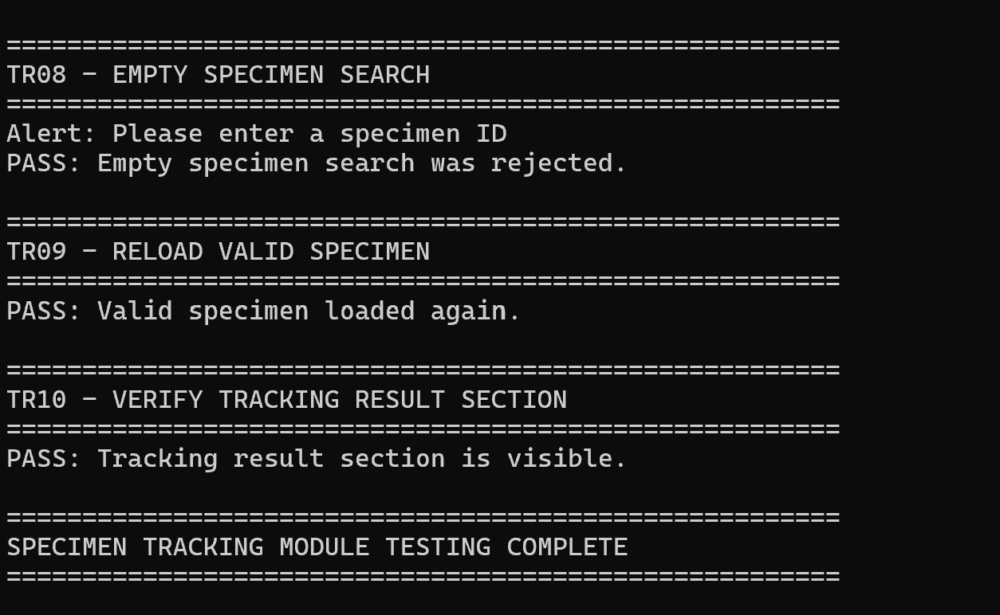 =======================================================
TR08 - EMPTY SPECIMEN SEARCH
=======================================================
Alert: Please enter a specimen ID
PASS: Empty specimen search was rejected.
=======================================================
TR09 - RELOAD VALID SPECIMEN
=======================================================
PASS: Valid specimen loaded again.
=======================================================
TR10 - VERIFY TRACKING RESULT SECTION
=======================================================
PASS: Tracking result section is visible.
=======================================================
SPECIMEN TRACKING MODULE TESTING COMPLETE
=======================================================